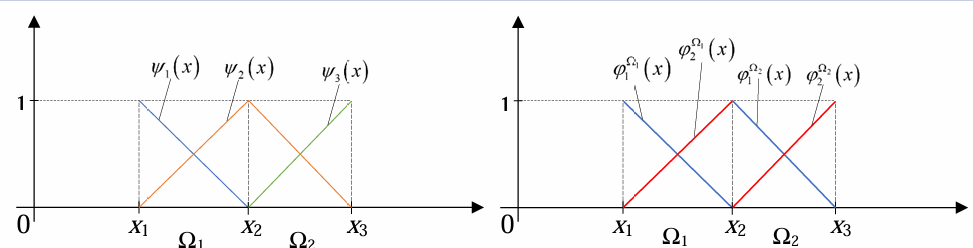 ψ₁(x) ψ₂(x) ψ₃(x)
1
0 x₁ x₂ x₃
Ω₁ Ω₂
φ₁^Ω₁(x) φ₂^Ω₁(x) φ₁^Ω₂(x) φ₂^Ω₂(x)
1
0 x₁ x₂ x₃
Ω₁ Ω₂